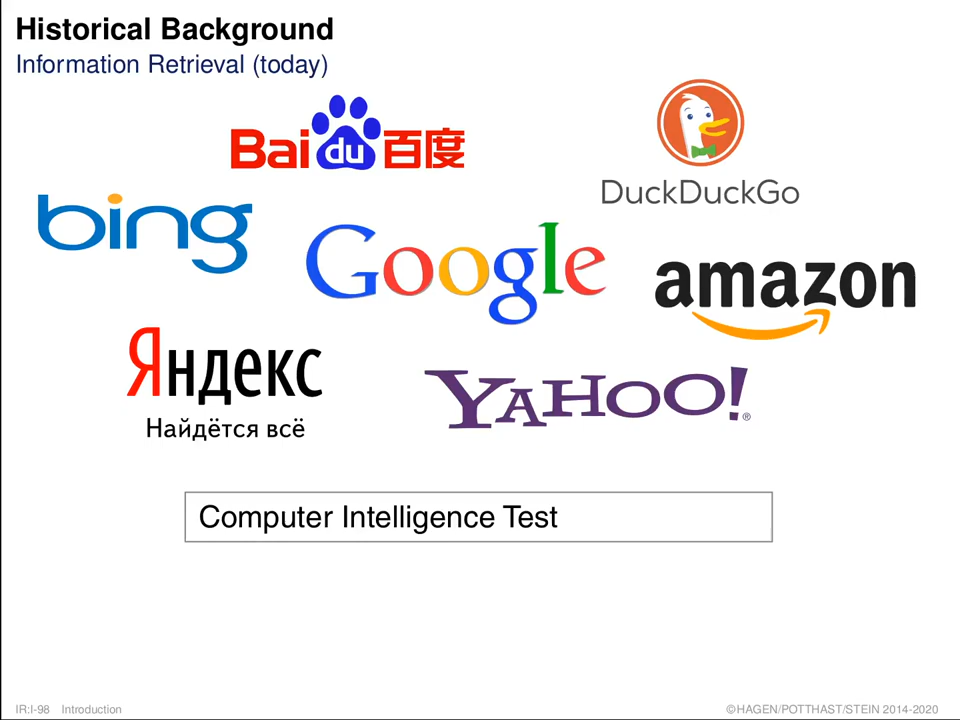 Historical Background
Information Retrieval (today)
Baidu百度
DuckDuckGo
bing
Google
amazon
Яндекс
Найдётся всё
YAHOO!®
Computer Intelligence Test
IR:I-98 Introduction ©HAGEN/POTTHAST/STEIN 2014-2020